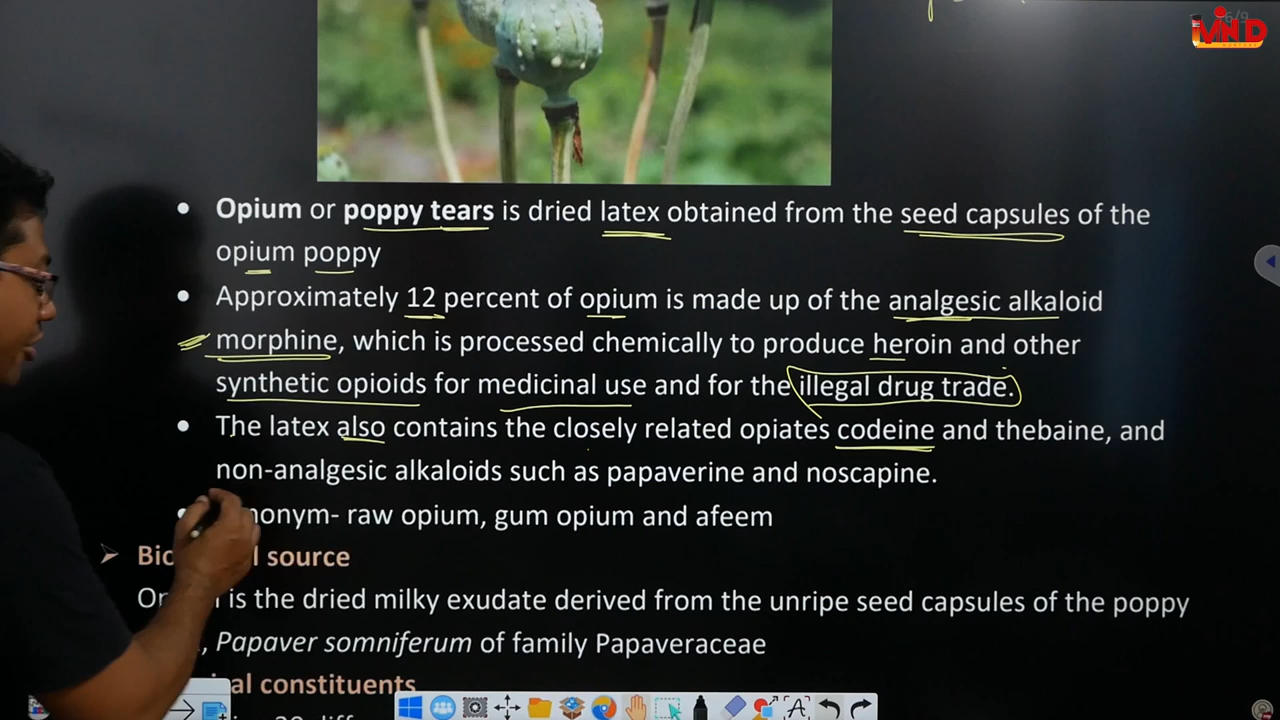 Opium or poppy tears is dried latex obtained from the seed capsules of the
opium poppy
Approximately 12 percent of opium is made up of the analgesic alkaloid
morphine, which is processed chemically to produce heroin and other
synthetic opioids for medicinal use and for the illegal drug trade.
The latex also contains the closely related opiates codeine and thebaine, and
non-analgesic alkaloids such as papaverine and noscapine.
raw opium, gum opium and afeem
source
is the dried milky exudate derived from the unripe seed capsules of the poppy
Papaver somniferum of family Papaveraceae
constituents